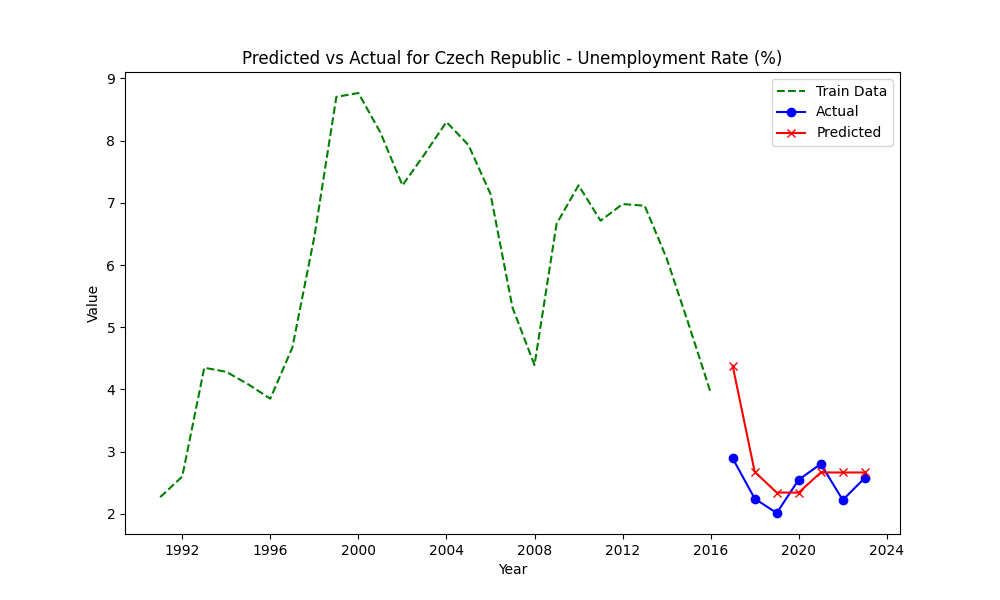 Predicted vs Actual for Czech Republic - Unemployment Rate (%)
Train Data
Actual
Predicted
Value
9
8
7
6
5
4
3
2
1992 1996 2000 2004 2008 2012 2016 2020 2024
Year